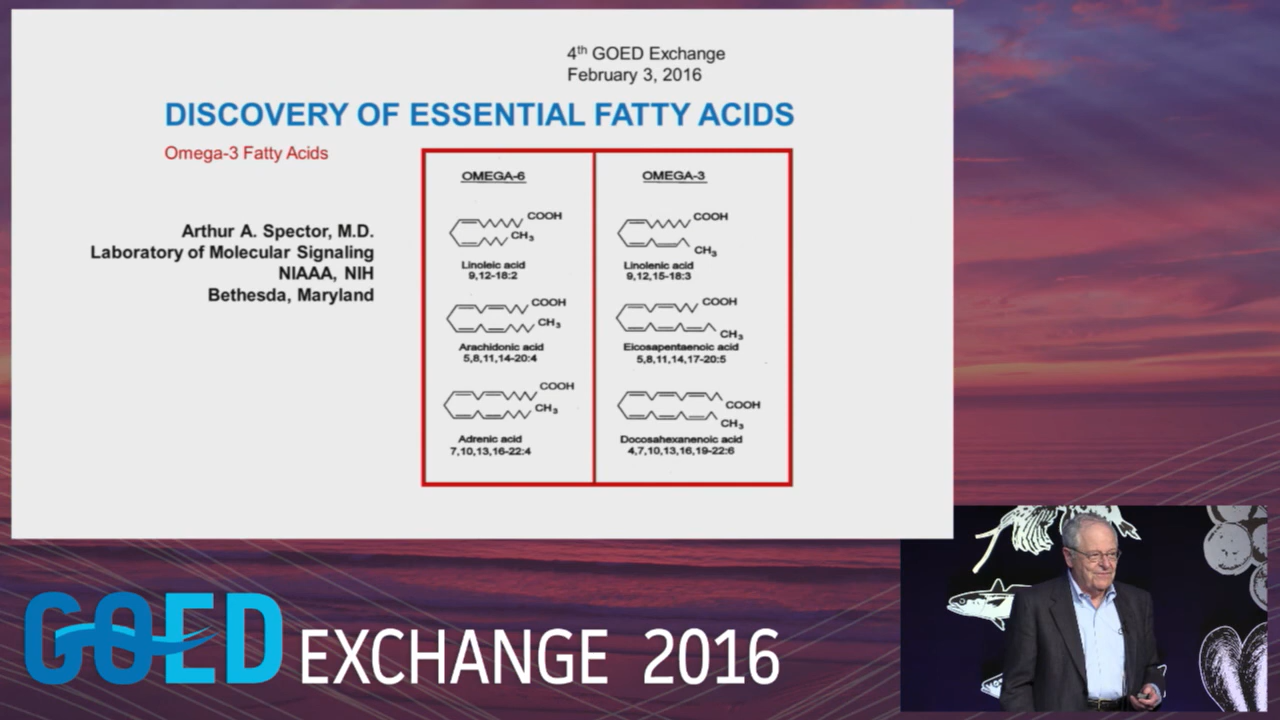 4th GOED Exchange
February 3, 2016
DISCOVERY OF ESSENTIAL FATTY ACIDS
Omega-3 Fatty Acids
Arthur A. Spector, M.D.
Laboratory of Molecular Signaling
NIAAA, NIH
Bethesda, Maryland
OMEGA-6
COOH
CH3
Linoleic acid
9,12-18:2
COOH
CH3
Arachidonic acid
5,8,11,14-20:4
COOH
CH3
Adrenic acid
7,10,13,16-22:4
OMEGA-3
COOH
CH3
Linolenic acid
9,12,15-18:3
COOH
CH3
Eicosapentaenoic acid
5,8,11,14,17-20:5
COOH
CH3
Docosahexanenoic acid
4,7,10,13,16,19-22:6
GOED EXCHANGE 2016